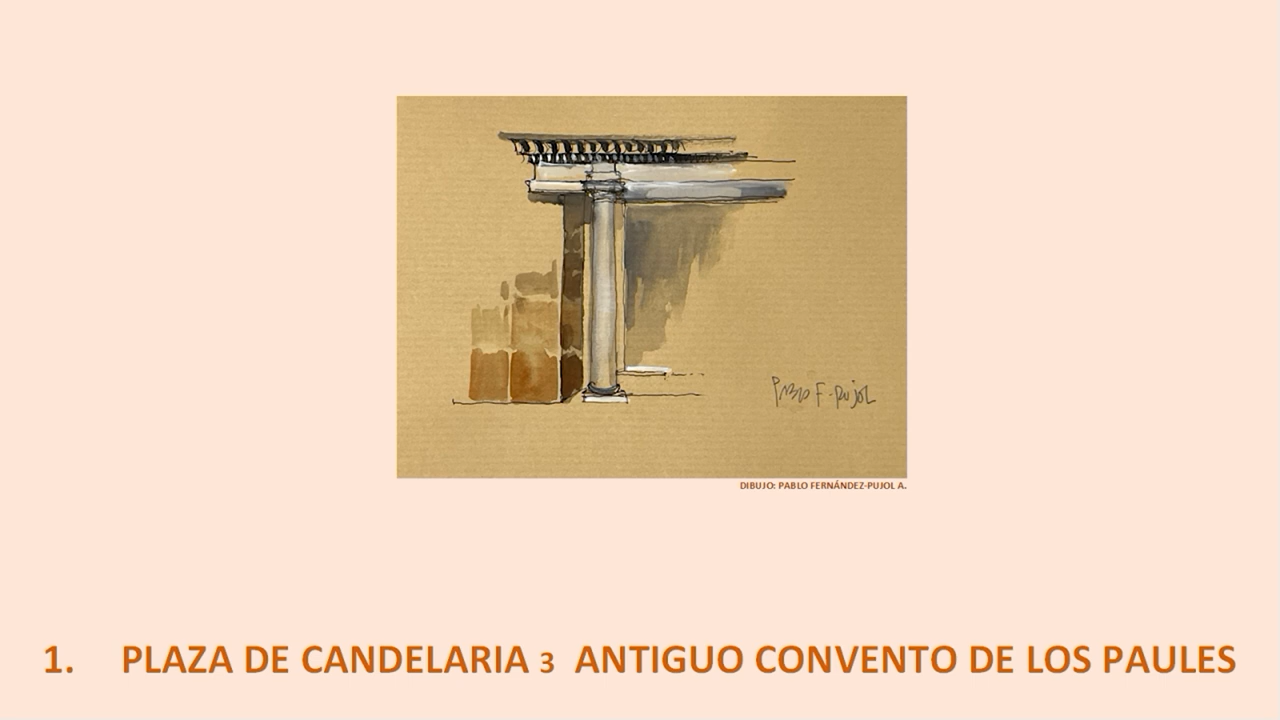 Pablo F-Pujol
DIBUJO: PABLO FERNÁNDEZ-PUJOL A.
1. PLAZA DE CANDELARIA 3 ANTIGUO CONVENTO DE LOS PAULES